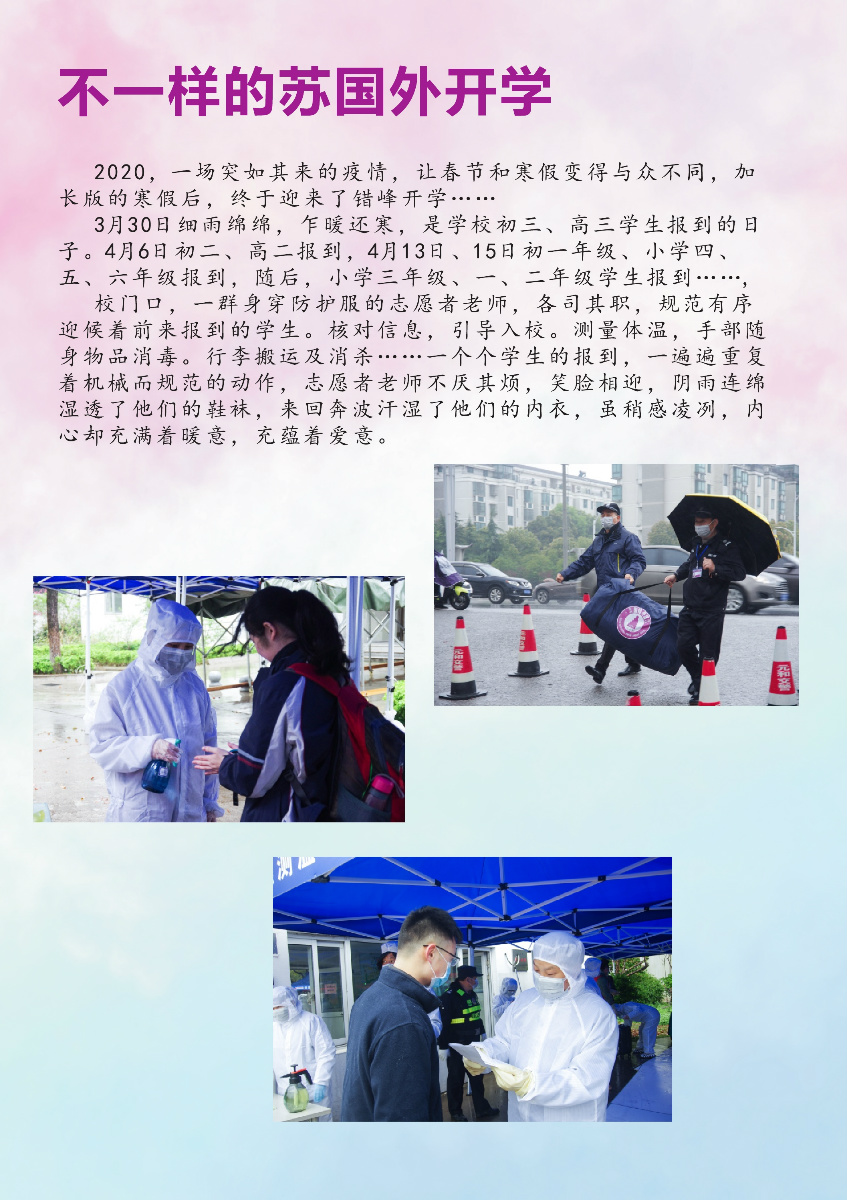 不一样的苏国外开学
2020，一场突如其来的疫情，让春节和寒假变得与众不同，加
长版的寒假后，终于迎来了错峰开学……
3月30日细雨绵绵，乍暖还寒，是学校初三、高三学生报到的日
子。4月6日初二、高二报到，4月13日、15日初一年级、小学四、
五、六年级报到，随后，小学三年级、一、二年级学生报到……，
校门口，一群身穿防护服的志愿者老师，各司其职，规范有序
迎候着前来报到的学生。核对信息，引导入校。测量体温，手部随
身物品消毒。行李搬运及消杀……一个个学生的报到，一遍遍重复
着机械而规范的动作，志愿者老师不厌其烦，笑脸相迎，阴雨连绵
湿透了他们的鞋袜，来回奔波汗湿了他们的内衣，虽稍感凌冽，内
心却充满着暖意，充蕴着爱意。
元和交警
元和交警
测温